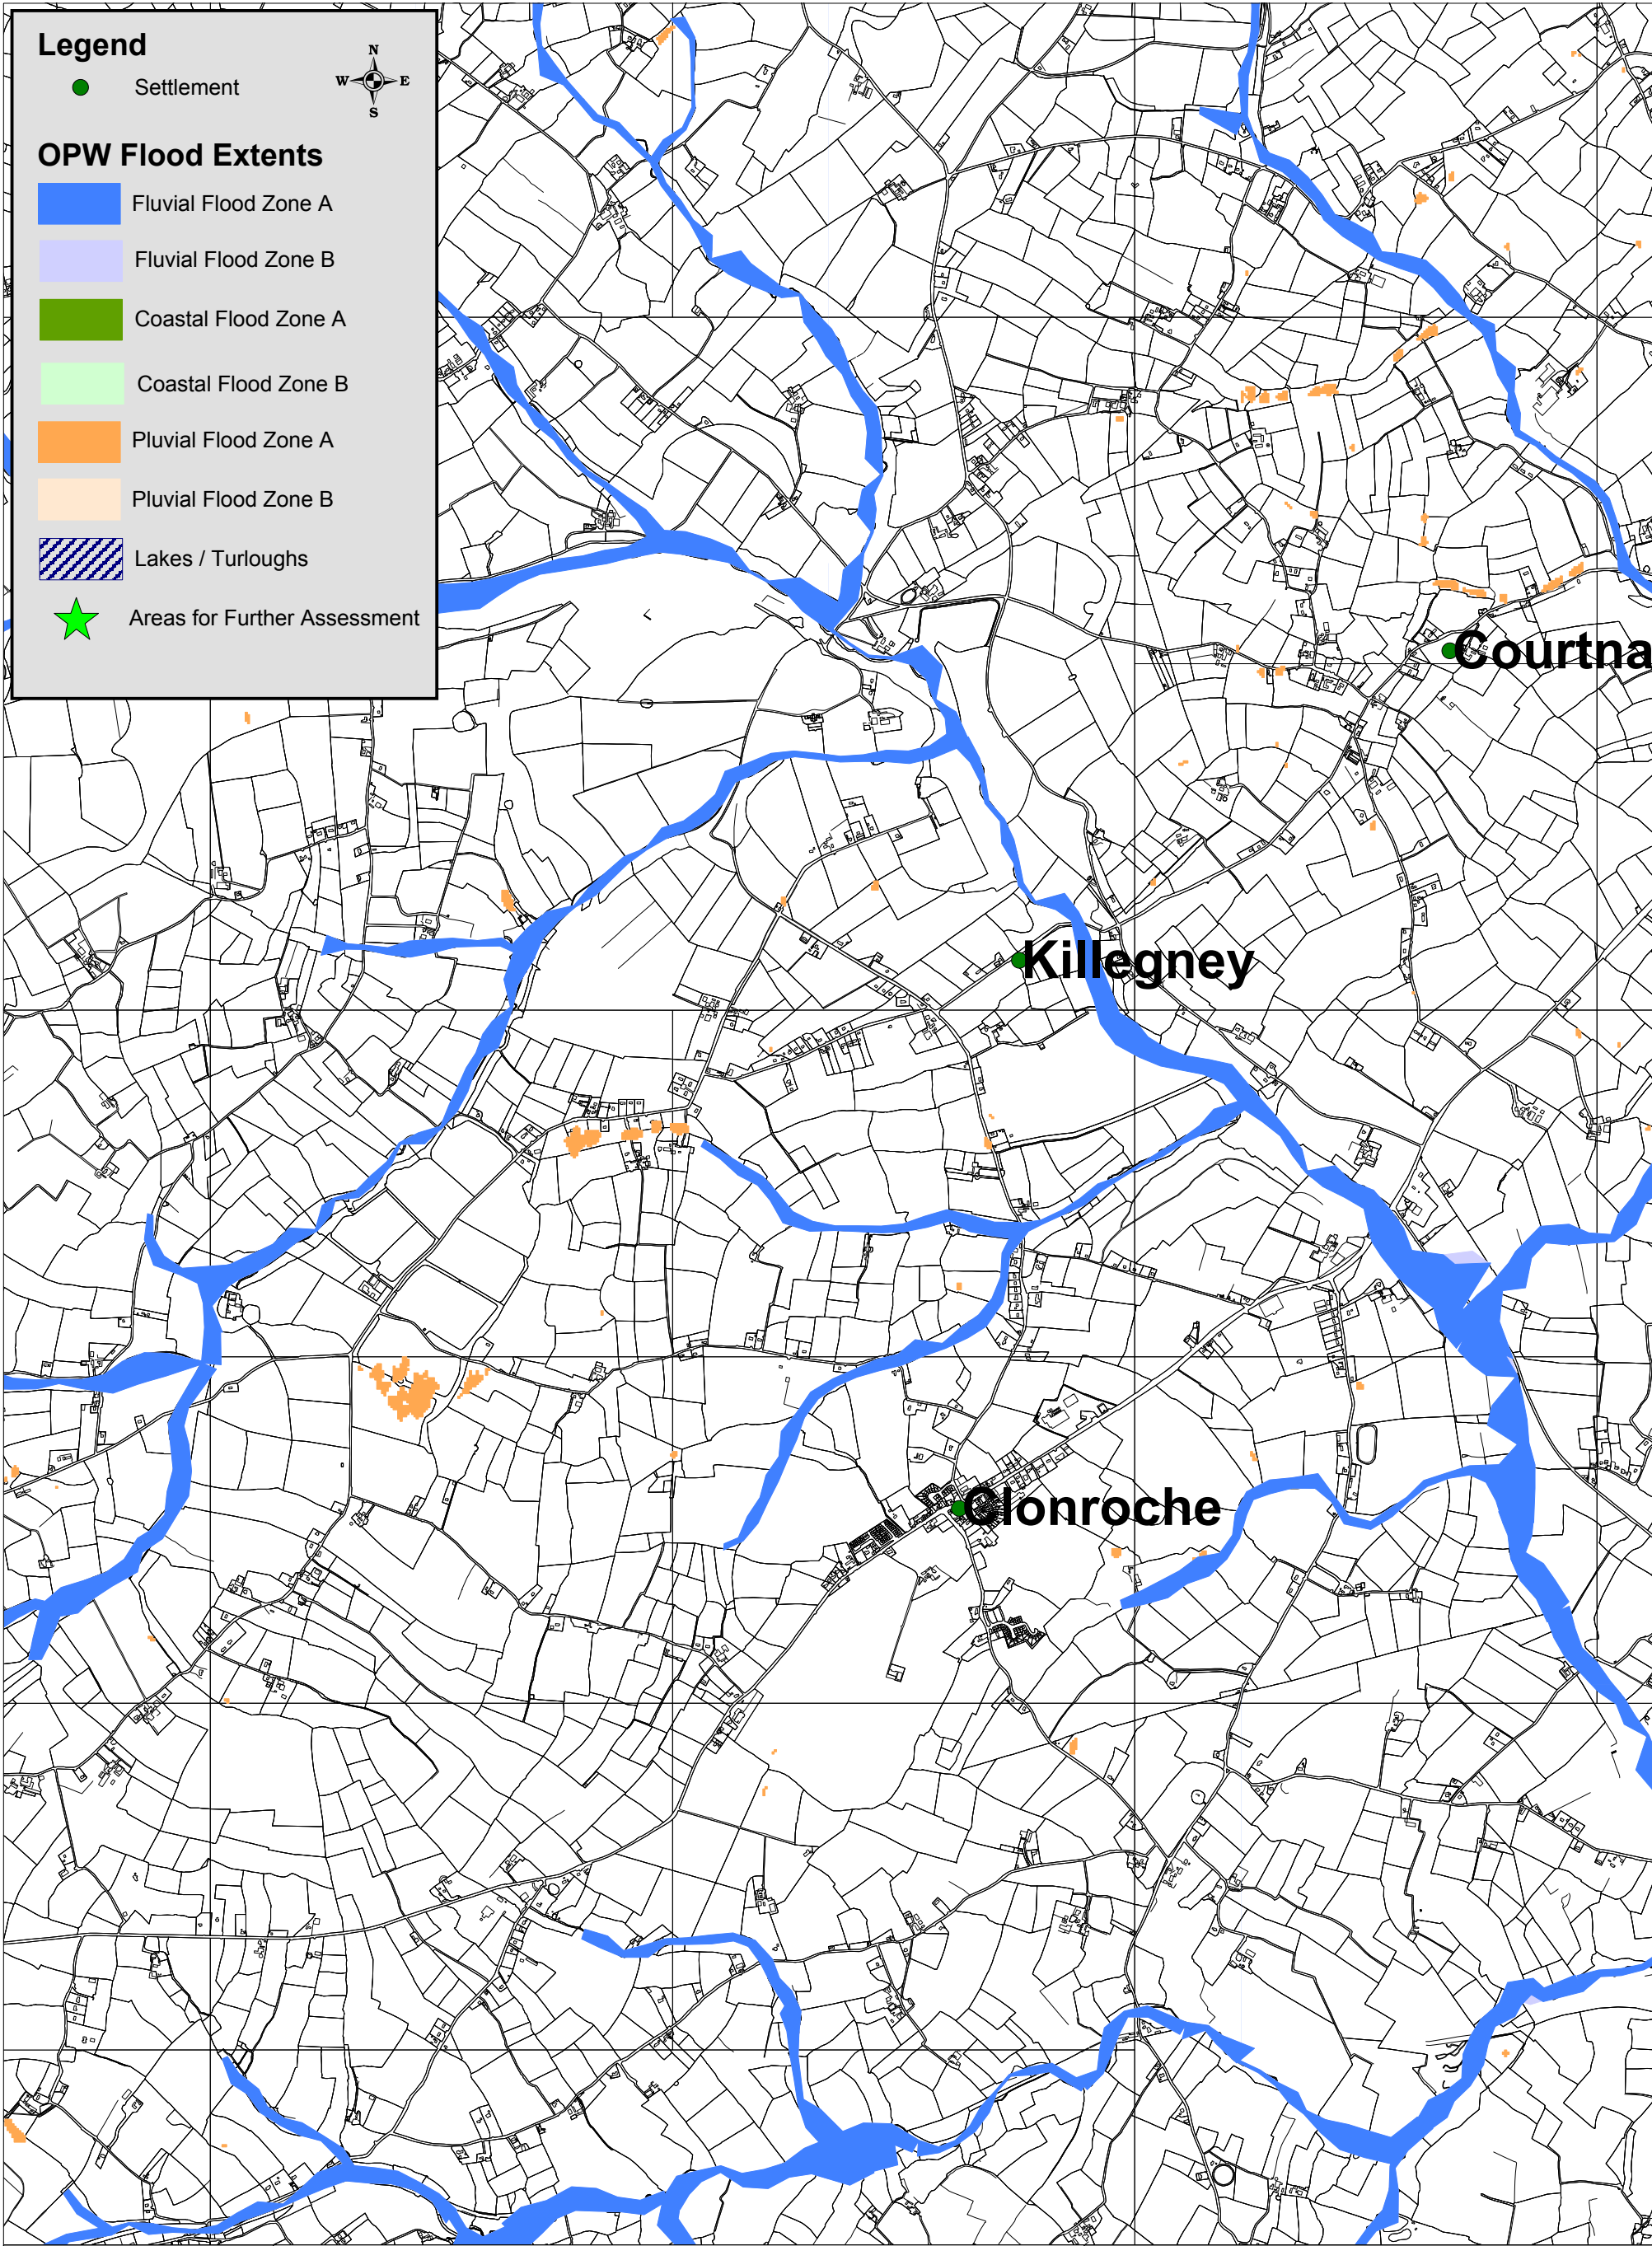 Legend
N
W E
S
Settlement
OPW Flood Extents
Fluvial Flood Zone A
Fluvial Flood Zone B
Coastal Flood Zone A
Coastal Flood Zone B
Pluvial Flood Zone A
Pluvial Flood Zone B
Lakes / Turloughs
Areas for Further Assessment
Courtna
Killegney
Clonroche